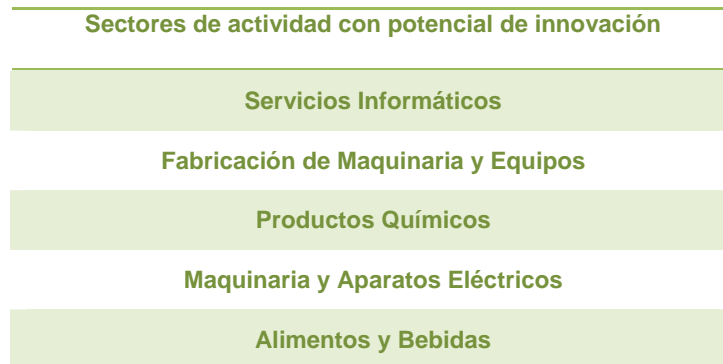 Sectores de actividad con potencial de innovación
Servicios Informáticos
Fabricación de Maquinaria y Equipos
Productos Químicos
Maquinaria y Aparatos Eléctricos
Alimentos y Bebidas